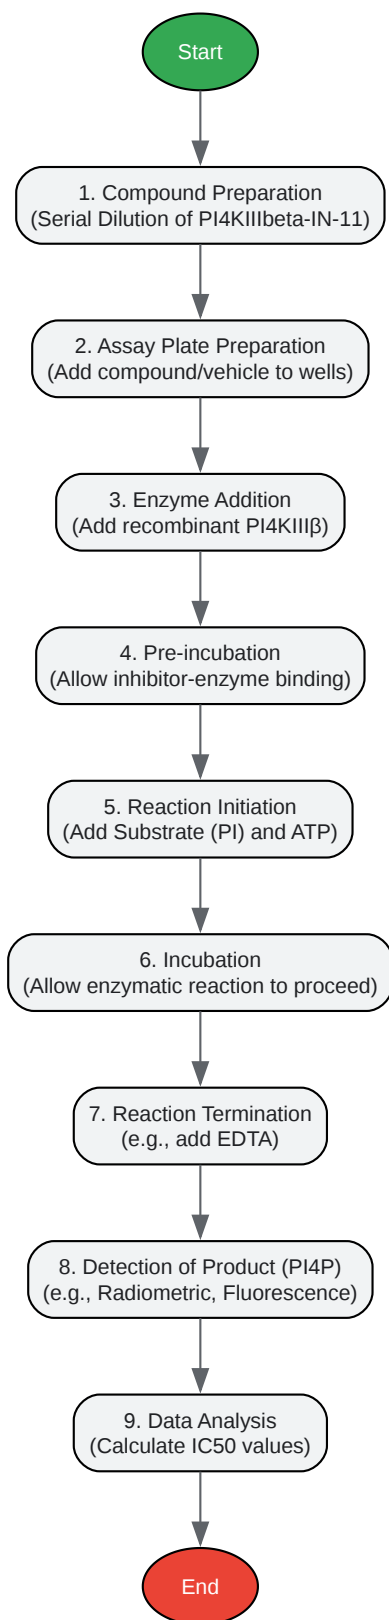 Start
1. Compound Preparation
(Serial Dilution of PI4KIIIbeta-IN-11)
2. Assay Plate Preparation
(Add compound/vehicle to wells)
3. Enzyme Addition
(Add recombinant PI4KIIIβ)
4. Pre-incubation
(Allow inhibitor-enzyme binding)
5. Reaction Initiation
(Add Substrate (PI) and ATP)
6. Incubation
(Allow enzymatic reaction to proceed)
7. Reaction Termination
(e.g., add EDTA)
8. Detection of Product (PI4P)
(e.g., Radiometric, Fluorescence)
9. Data Analysis
(Calculate IC50 values)
End